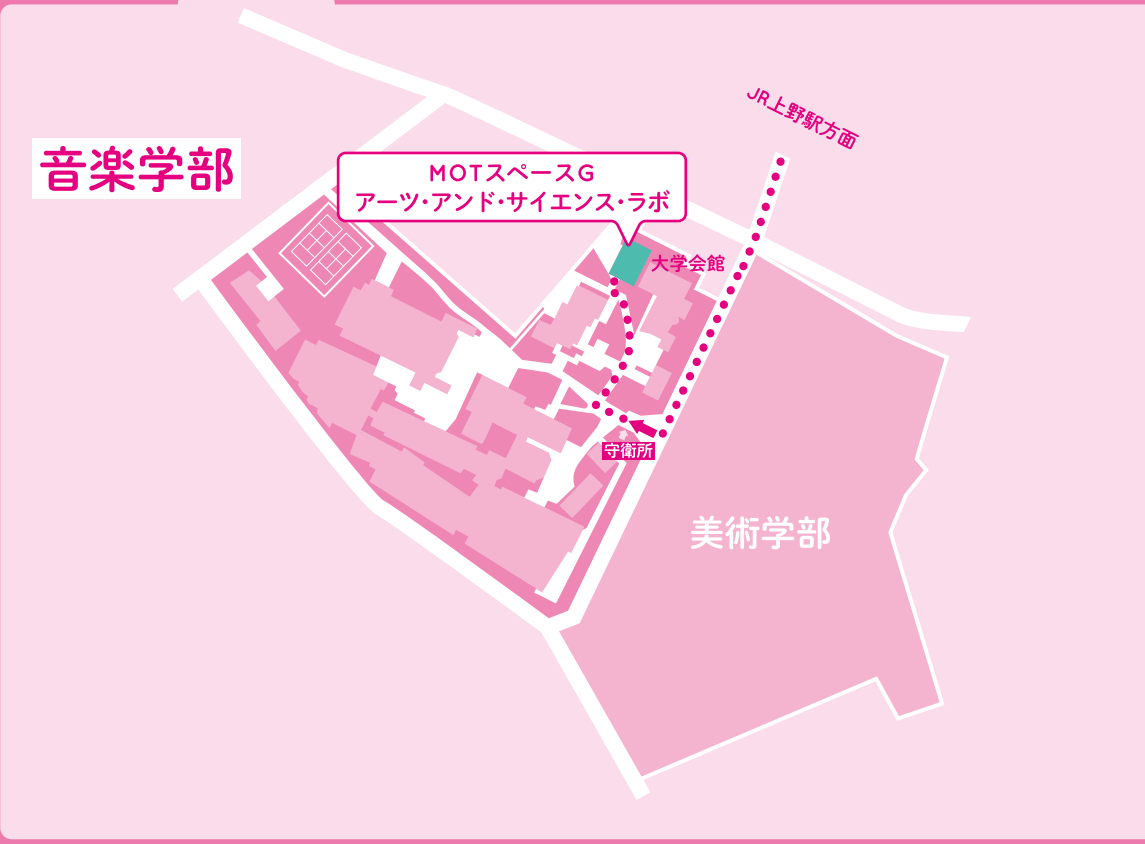 JR上野駅方面
音楽学部
MOTスペースG
アーツ・アンド・サイエンス・ラボ
大学会館
守衛所
美術学部